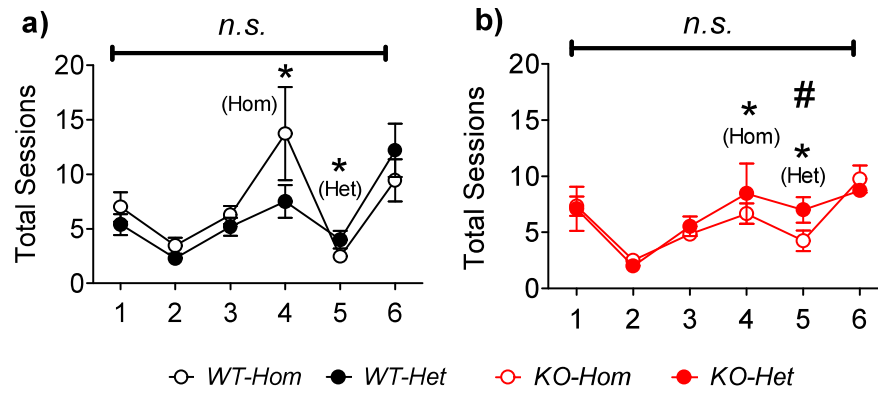 a)
n.s.
Total Sessions
20
15
10
5
0
*
(Hom)
*
(Het)
1 2 3 4 5 6
b)
n.s.
Total Sessions
20
15
10
5
0
*
(Hom)
#
*
(Het)
1 2 3 4 5 6
WT-Hom WT-Het KO-Hom KO-Het